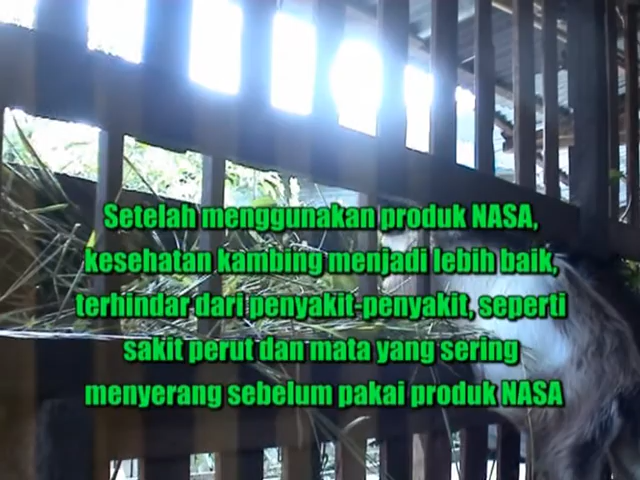 Setelah menggunakan produk NASA,
kesehatan kambing menjadi lebih baik,
terhindar dari penyakit-penyakit, seperti
sakit perut dan mata yang sering
menyerang sebelum pakai produk NASA